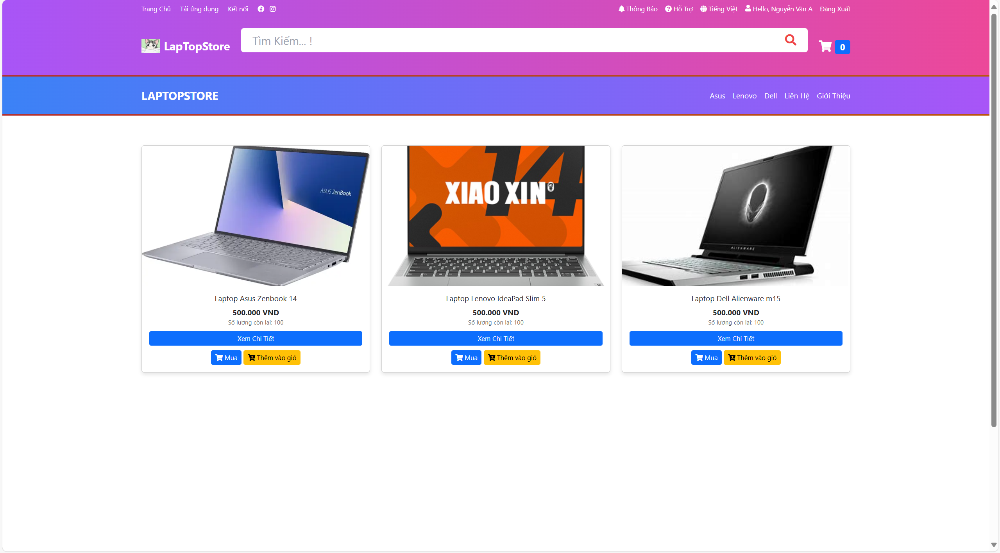 Trang Chủ Tải ứng dụng Kết nối Thông Báo Hỗ Trợ Tiếng Việt Hello, Nguyễn Văn A Đăng Xuất
LapTopStore Tìm Kiếm... ! 0
LAPTOPSTORE Asus Lenovo Dell Liên Hệ Giới Thiệu
ASUS ZenBook
14
XIAO XIN
ALIENWARE
Laptop Asus Zenbook 14
500.000 VND
Số lượng còn lại: 100
Xem Chi Tiết
Mua Thêm vào giỏ
Laptop Lenovo IdeaPad Slim 5
500.000 VND
Số lượng còn lại: 100
Xem Chi Tiết
Mua Thêm vào giỏ
Laptop Dell Alienware m15
500.000 VND
Số lượng còn lại: 100
Xem Chi Tiết
Mua Thêm vào giỏ